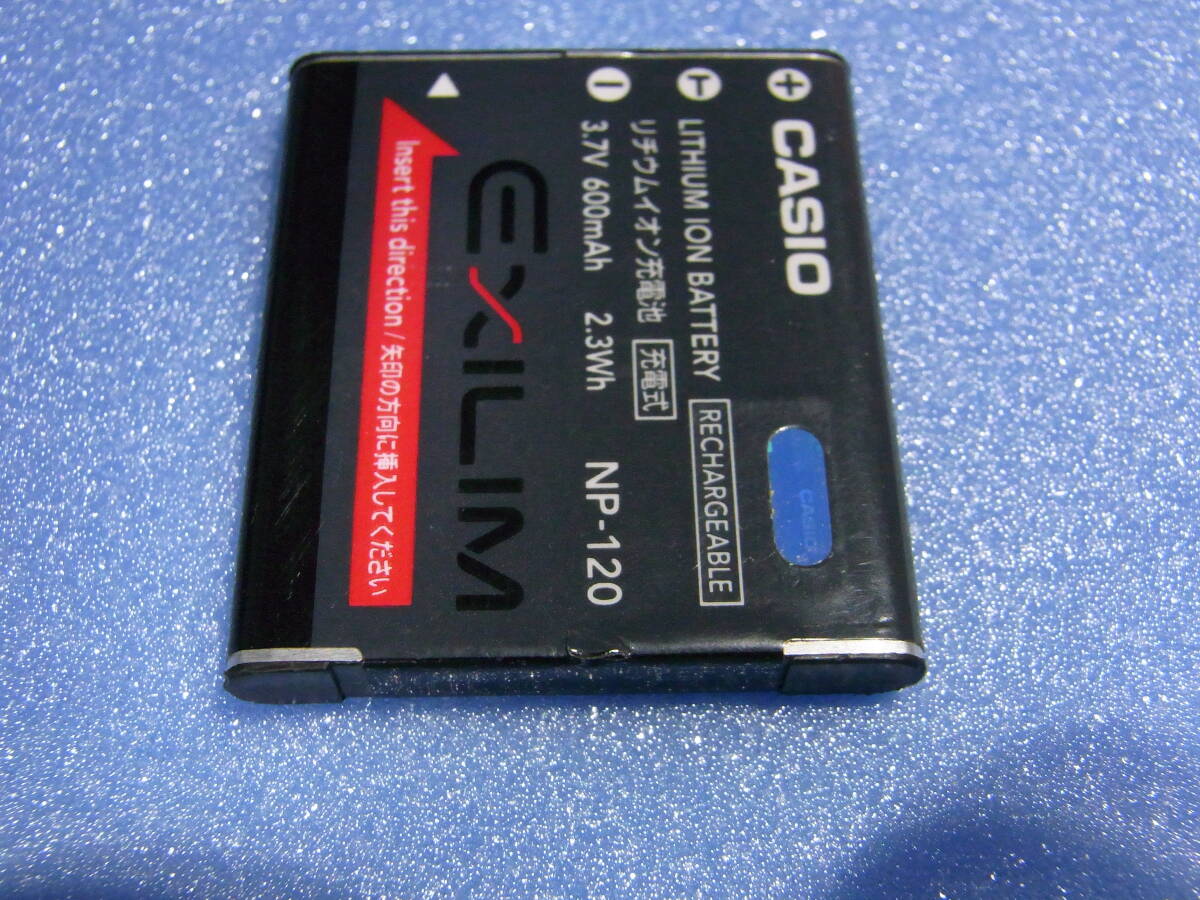 CASIO
LITHIUM ION BATTERY RECHARGEABLE
リチウムイオン充電池 充電式
3.7V 600mAh 2.3Wh NP-120
EXILIM
Insert this direction / 矢印の方向に挿入してください
CASIO